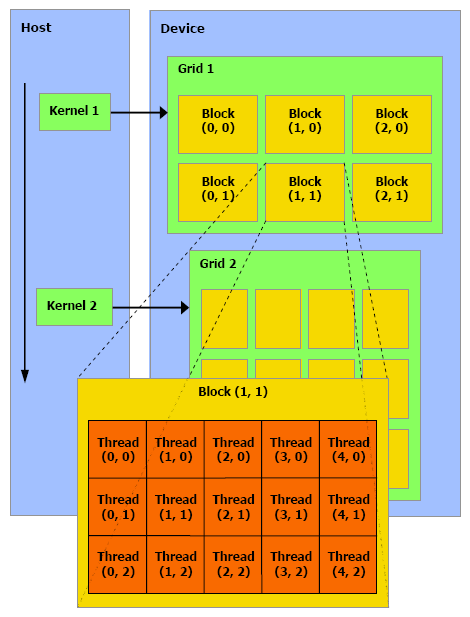 Host
Device
Grid 1
Kernel 1
Block
(0, 0)
Block
(1, 0)
Block
(2, 0)
Block
(0, 1)
Block
(1, 1)
Block
(2, 1)
Grid 2
Kernel 2
Block (1, 1)
Thread
(0, 0)
Thread
(1, 0)
Thread
(2, 0)
Thread
(3, 0)
Thread
(4, 0)
Thread
(0, 1)
Thread
(1, 1)
Thread
(2, 1)
Thread
(3, 1)
Thread
(4, 1)
Thread
(0, 2)
Thread
(1, 2)
Thread
(2, 2)
Thread
(3, 2)
Thread
(4, 2)